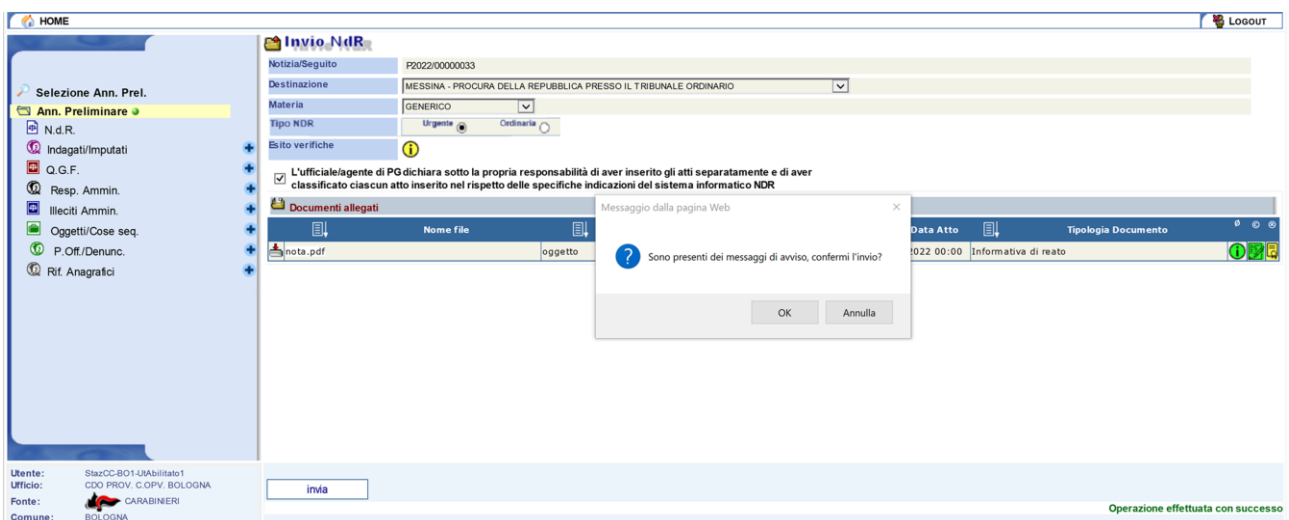 HOME
LOGOUT
Invio NdR
Selezione Ann. Prel.
Ann. Preliminare
N.d.R.
Indagati/Imputati
Q.G.F.
Resp. Ammin.
Illeciti Ammin.
Oggetti/Cose seq.
P.Off./Denunc.
Rif. Anagrafici
Notizia/Seguito P2022/00000033
Destinazione MESSINA - PROCURA DELLA REPUBBLICA PRESSO IL TRIBUNALE ORDINARIO
Materia GENERICO
Tipo NDR Urgente Ordinaria
Esito verifiche
L'ufficiale/agente di PG dichiara sotto la propria responsabilità di aver inserito gli atti separatamente e di aver
classificato ciascun atto inserito nel rispetto delle specifiche indicazioni del sistema informatico NDR
Documenti allegati
Nome file Data Atto Tipologia Documento
nota.pdf oggetto 2022 00:00 Informativa di reato
Messaggio dalla pagina Web
Sono presenti dei messaggi di avviso, confermi l'invio?
OK Annulla
Utente: StazCC-BO1-UtAbilitato1
Ufficio: CDO PROV. C.OPV. BOLOGNA
Fonte: CARABINIERI
Comune: BOLOGNA
invia
Operazione effettuata con successo